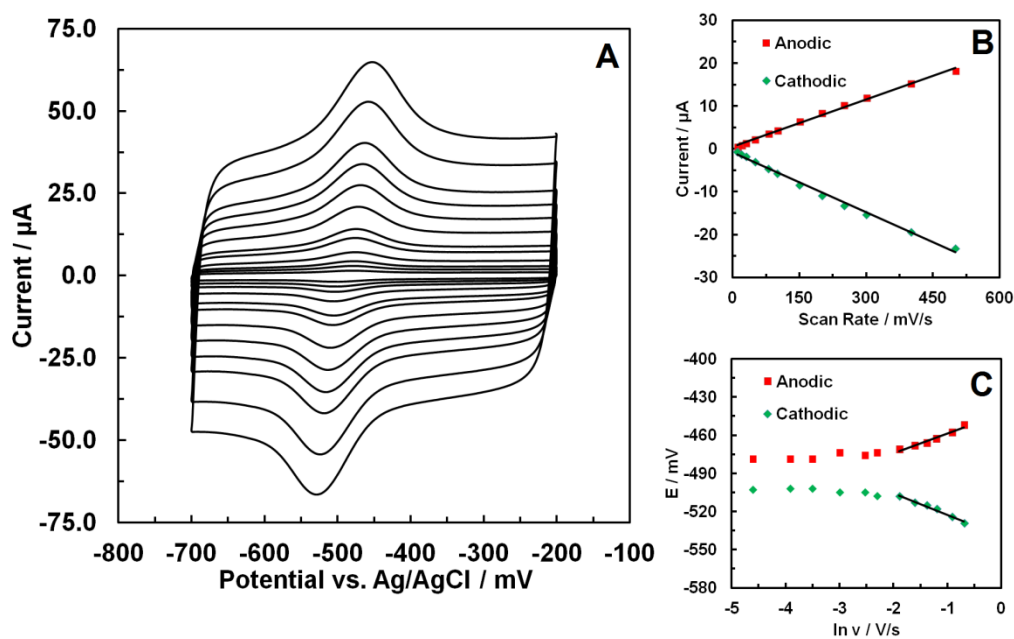 A
75.0
50.0
25.0
0.0
-25.0
-50.0
-75.0
Current / µA
-800 -700 -600 -500 -400 -300 -200 -100
Potential vs. Ag/AgCl / mV
B
Anodic
Cathodic
30
20
10
0
-10
-20
-30
Current / µA
0 150 300 450 600
Scan Rate / mV/s
C
Anodic
Cathodic
-400
-430
-460
-490
-520
-550
-580
E / mV
-5 -4 -3 -2 -1 0
ln v / V/s